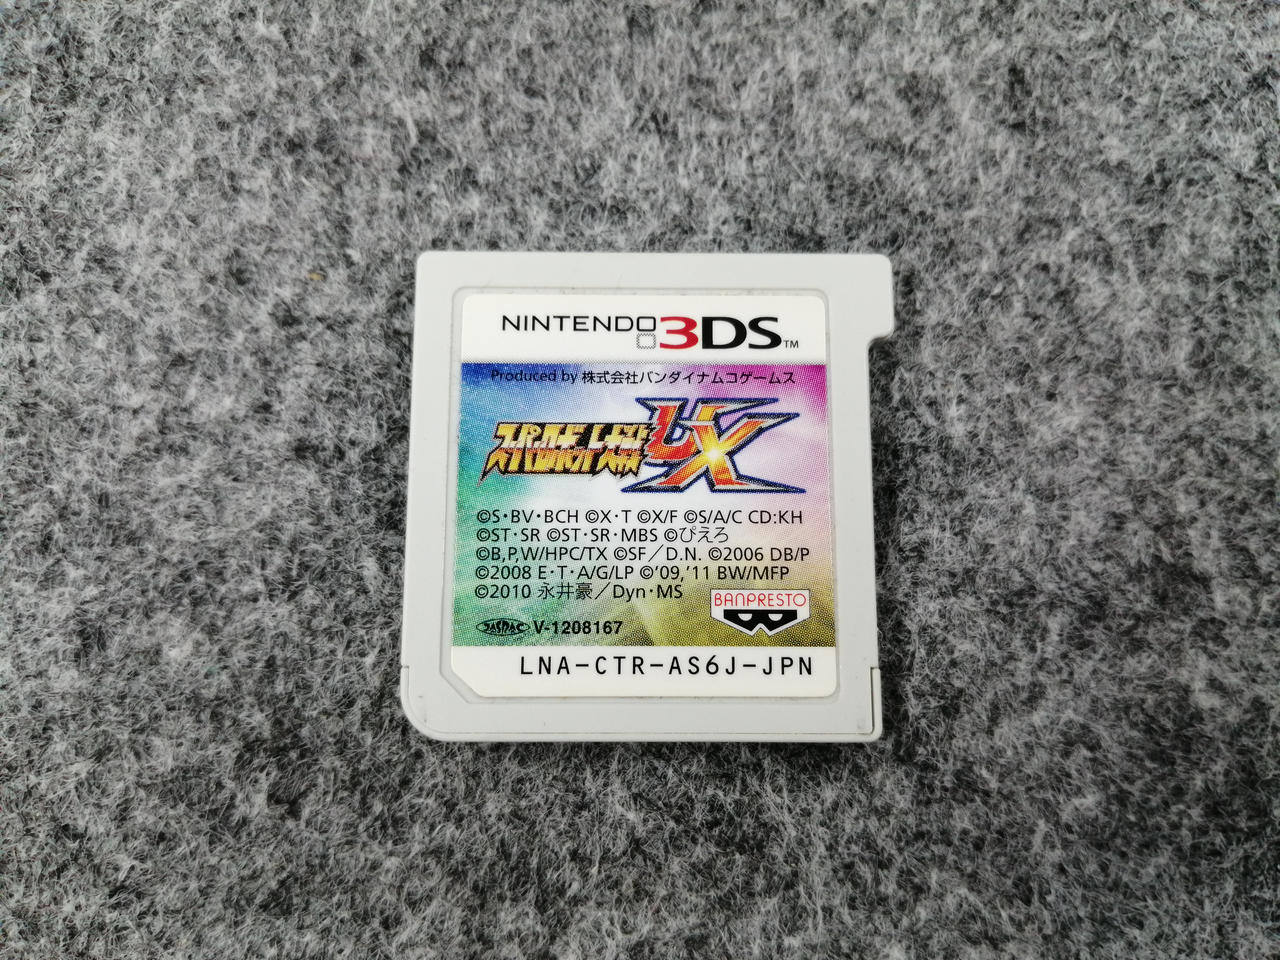 NINTENDO 3DS™
Produced by 株式会社バンダイナムコゲームス
スーパーロボット大戦UX
©S・BV・BCH ©X・T ©X/F ©S/A/C CD:KH
©ST・SR ©ST・SR・MBS ©ぴえろ
©B,P,W/HPC/TX ©SF／D.N. ©2006 DB/P
©2008 E・T・A/G/LP ©'09,'11 BW/MFP
©2010 永井豪／Dyn・MS
BANPRESTO
JASRAC V-1208167
LNA-CTR-AS6J-JPN